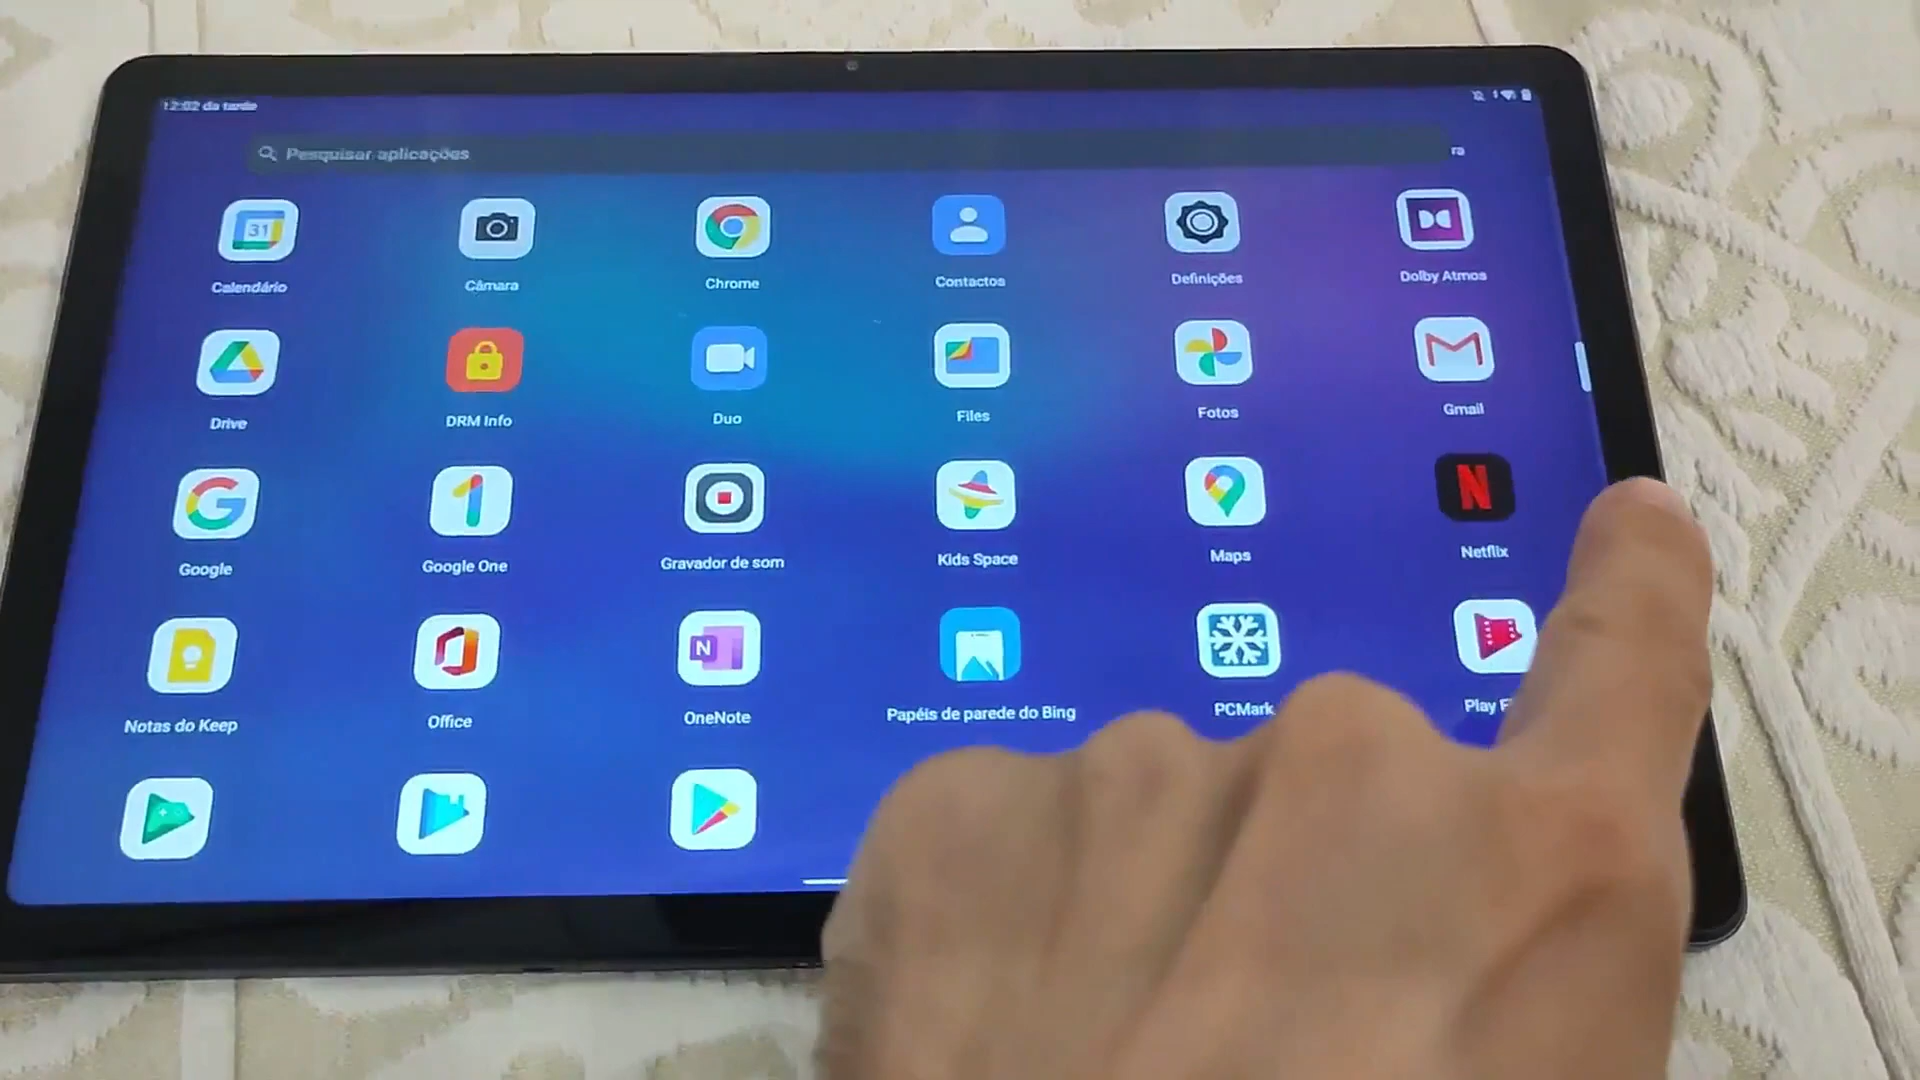 12:02 da tarde
Pesquisar aplicações
ra
31
Calendário
Câmara
Chrome
Contactos
Definições
Dolby Atmos
Drive
DRM Info
Duo
Files
Fotos
Gmail
Google
Google One
Gravador de som
Kids Space
Maps
Netflix
N
Notas do Keep
Office
OneNote
Papéis de parede do Bing
PCMark
Play